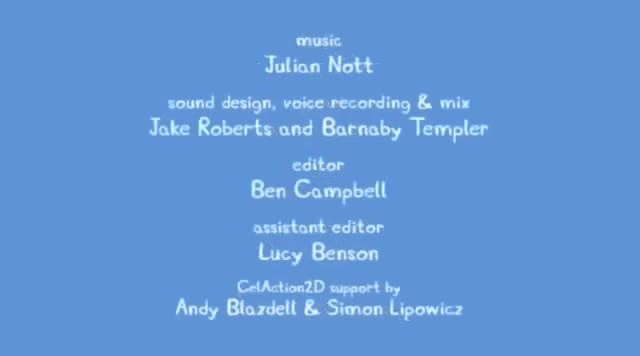 music
Julian Nott
sound design, voice recording & mix
Jake Roberts and Barnaby Templer
editor
Ben Campbell
assistant editor
Lucy Benson
CelAction2D support by
Andy Blazdell & Simon Lipowicz